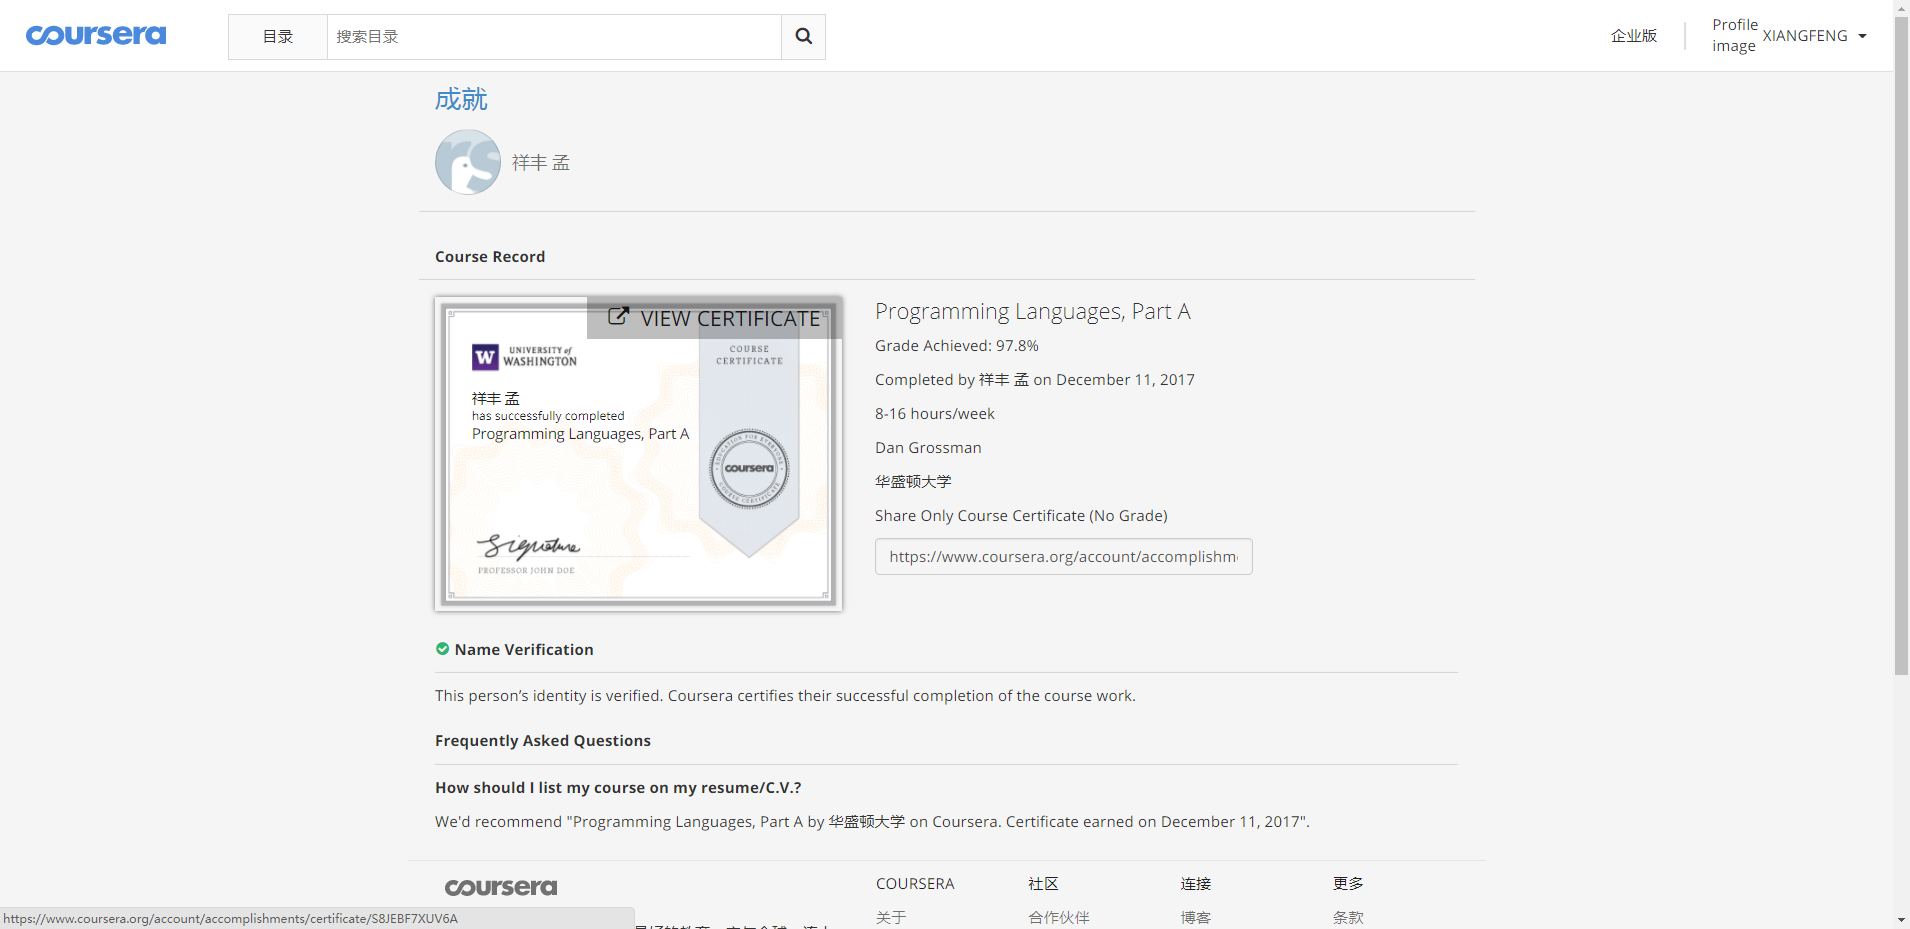 coursera
目录
搜索目录
企业版
Profile image
XIANGFENG
成就
祥丰 孟
Course Record
VIEW CERTIFICATE
W UNIVERSITY of WASHINGTON
COURSE CERTIFICATE
祥丰 孟
has successfully completed
Programming Languages, Part A
EDUCATION FOR EVERYONE
coursera
COURSE CERTIFICATE
Signature
PROFESSOR JOHN DOE
Programming Languages, Part A
Grade Achieved: 97.8%
Completed by 祥丰 孟 on December 11, 2017
8-16 hours/week
Dan Grossman
华盛顿大学
Share Only Course Certificate (No Grade)
https://www.coursera.org/account/accomplishm
Name Verification
This person’s identity is verified. Coursera certifies their successful completion of the course work.
Frequently Asked Questions
How should I list my course on my resume/C.V.?
We'd recommend "Programming Languages, Part A by 华盛顿大学 on Coursera. Certificate earned on December 11, 2017".
coursera
COURSERA
社区
连接
更多
关于
合作伙伴
博客
条款
https://www.coursera.org/account/accomplishments/certificate/S8JEBF7XUV6A